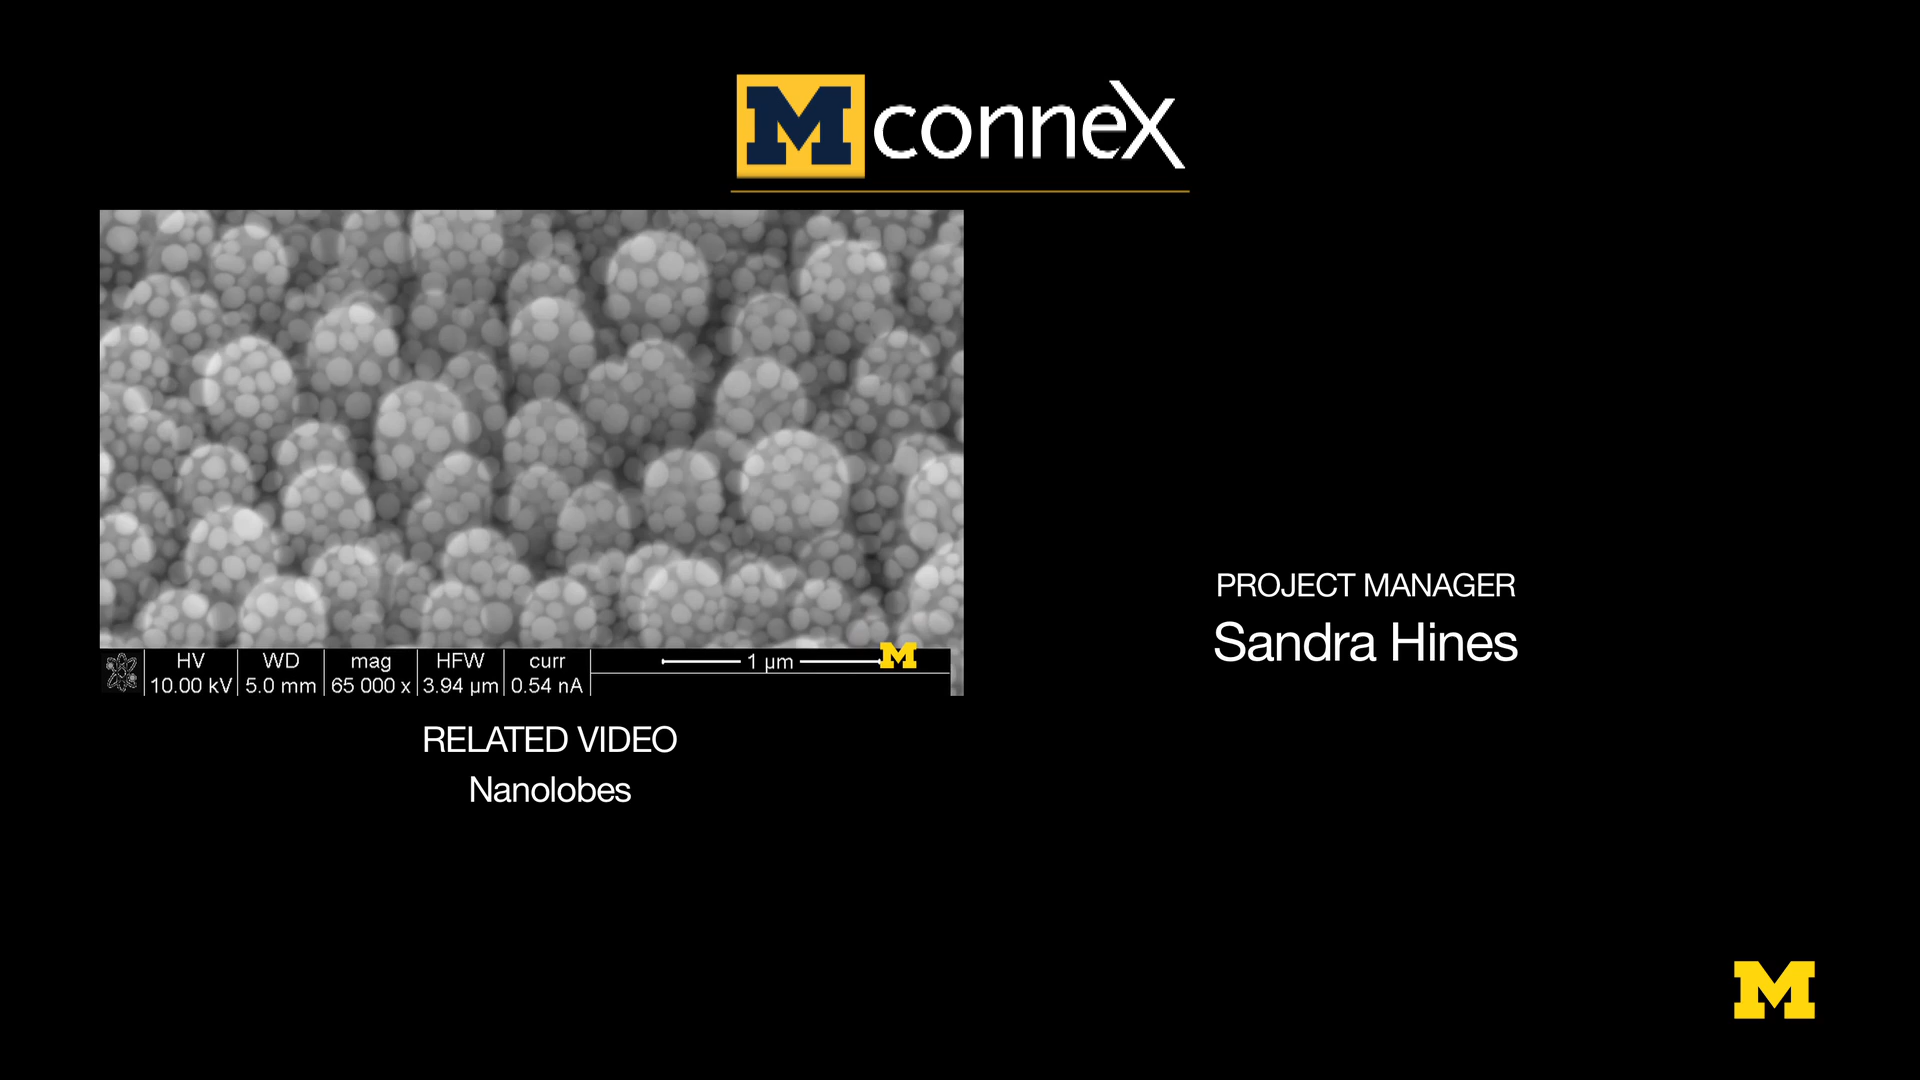 M conneX
HV WD mag HFW curr 1 µm M
10.00 kV 5.0 mm 65 000 x 3.94 µm 0.54 nA
RELATED VIDEO
Nanolobes
PROJECT MANAGER
Sandra Hines
M